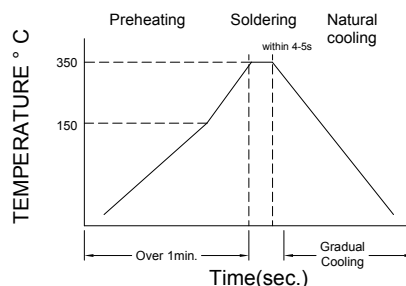 Preheating
Soldering
Natural
cooling
within 4-5s
TEMPERATURE ° C
350
150
Over 1min.
Gradual
Cooling
Time(sec.)